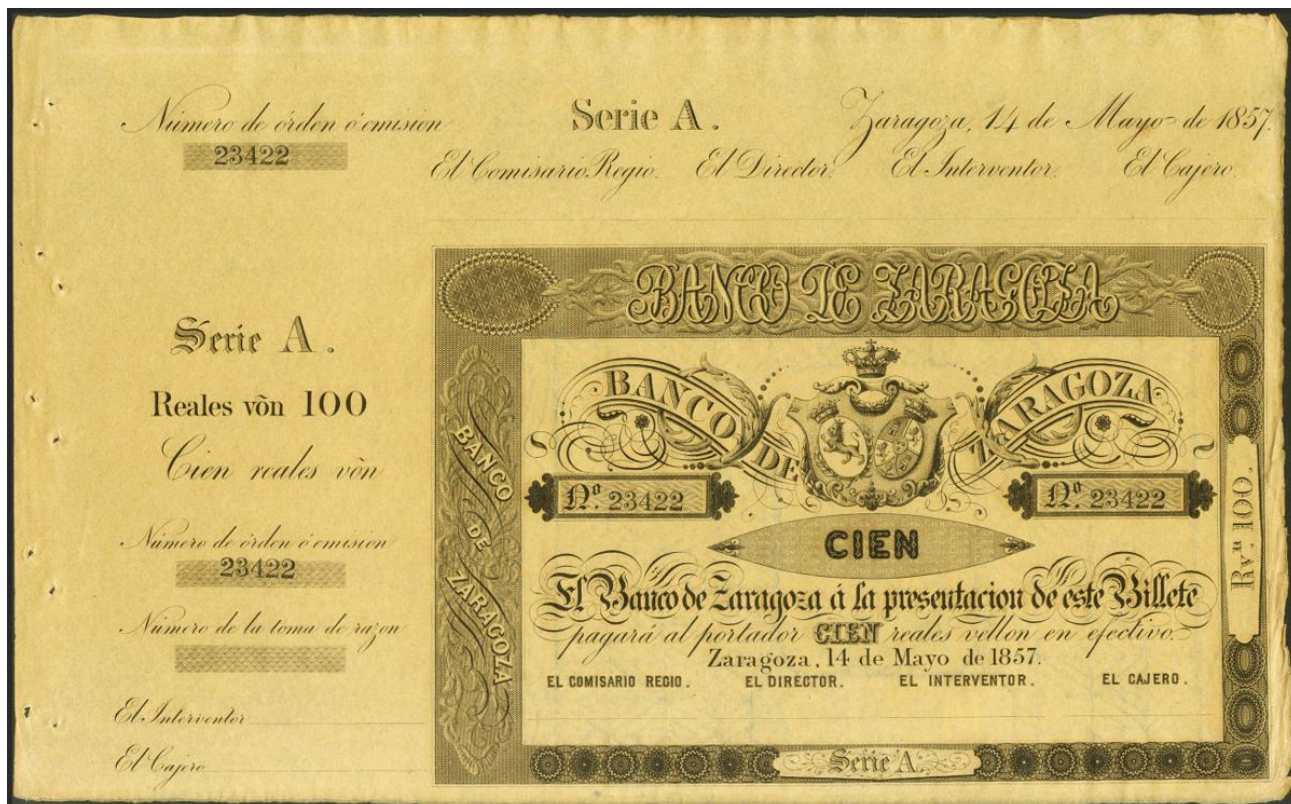 Número de órden ó emision
23422
Serie A.
Zaragoza, 14 de Mayo de 1857.
El Comisario Regio. El Director. El Interventor. El Cajero.
Serie A.
Reales vōn 100
Cien reales vōn
Número de órden ó emision
23422
Número de la toma de razon
El Interventor
El Cajero
BANCO DE ZARAGOZA
BANCO DE ZARAGOZA
BANCO DE ZARAGOZA
Nº. 23422
Nº. 23422
CIEN
El Banco de Zaragoza á la presentacion de este Billete
pagará al portador CIEN reales vellon en efectivo.
Zaragoza, 14 de Mayo de 1857.
EL COMISARIO REGIO. EL DIRECTOR. EL INTERVENTOR. EL CAJERO.
Rvⁿ. 100.
Serie A.